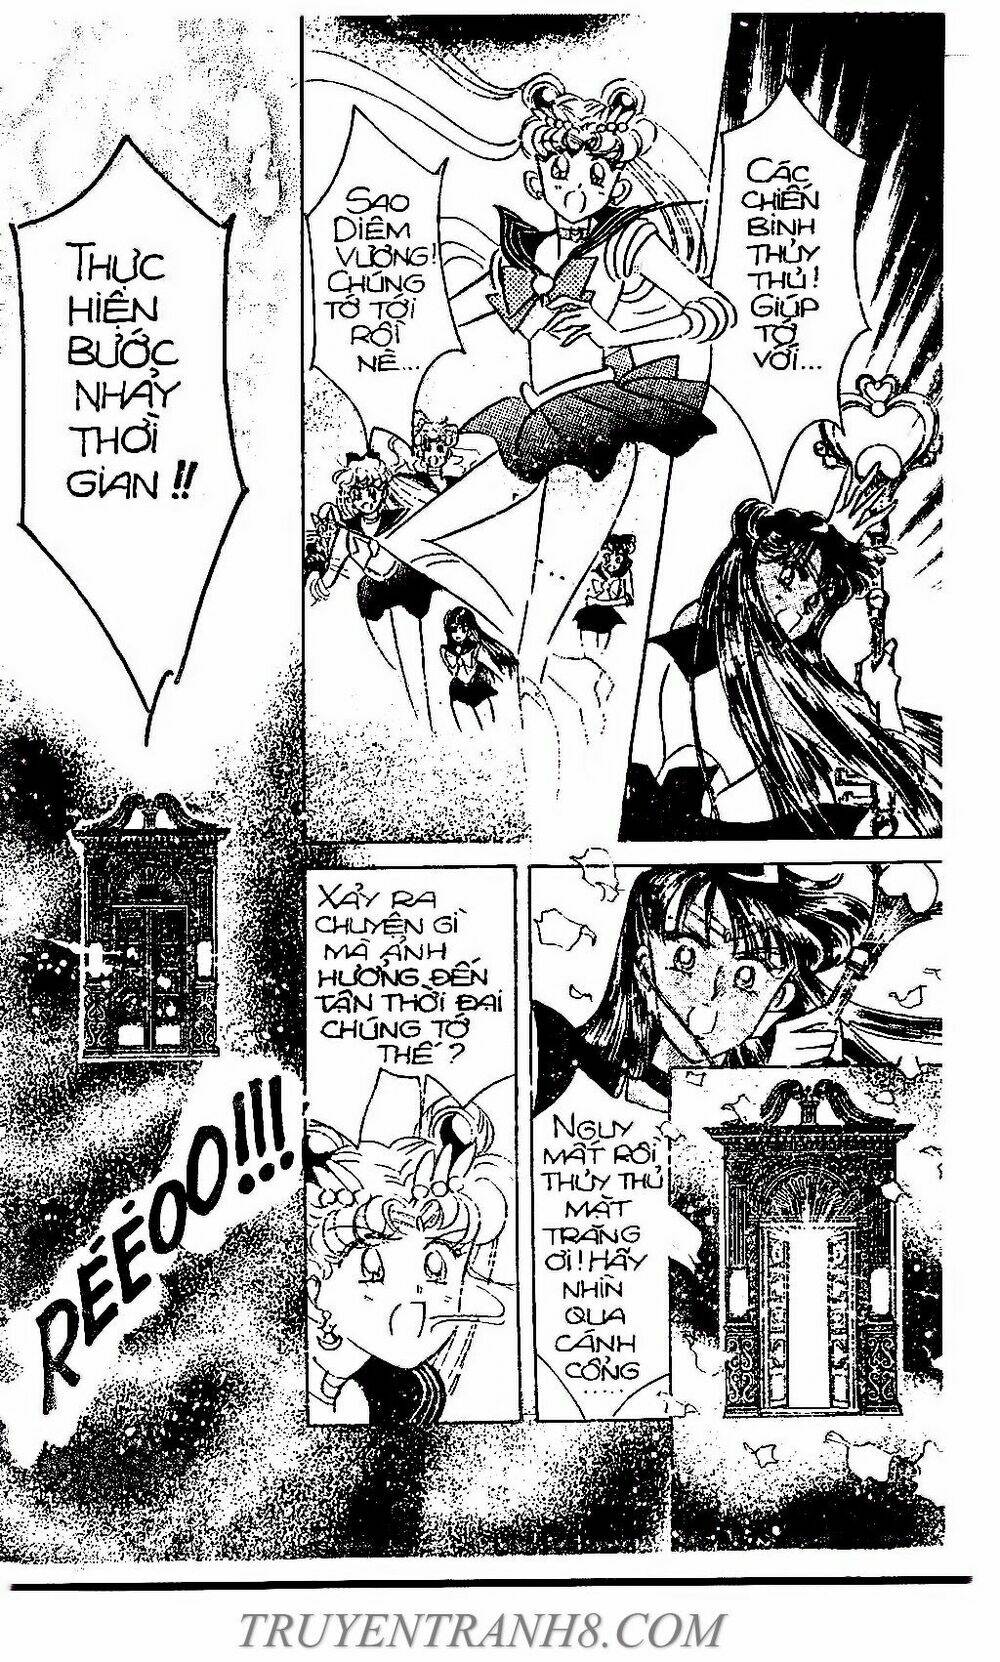 CÁC
CHIẾN
BINH
THỦY
THỦ!
GIÚP
TỚ
VỚI...
SAO
DIÊM
VƯƠNG!
CHÚNG
TỚ TỚI
RỒI
NÈ...
THỰC
HIỆN
BƯỚC
NHẢY
THỜI
GIAN!!
NGUY
MẤT RỒI
THỦY THỦ
MẶT
TRĂNG
ƠI! HÃY
NHÌN
QUA
CÁNH
CỔNG
......
XẢY RA
CHUYỆN GÌ
MÀ ẢNH
HƯỞNG ĐẾN
TẬN THỜI ĐẠI
CHÚNG TỚ
THẾ?
RÉÉOO!!!
TRUYENTRANH8.COM